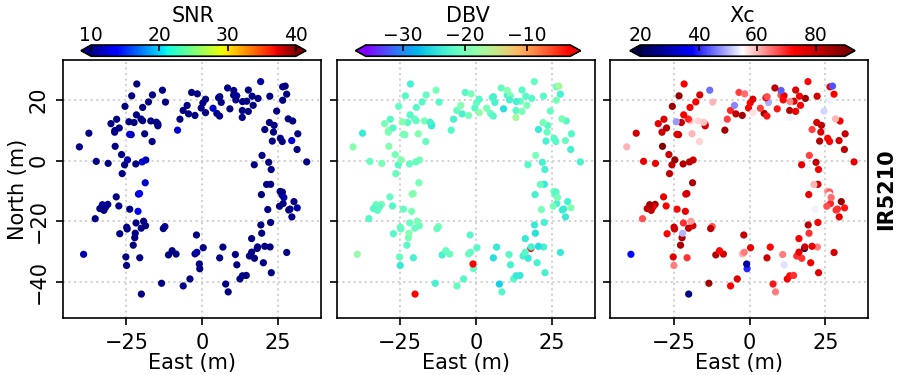 SNR DBV Xc
10 20 30 40 −30 −20 −10 20 40 60 80
20
0
−20
−40
North (m)
−25 0 25 −25 0 25 −25 0 25
East (m) East (m) East (m)
IR5210